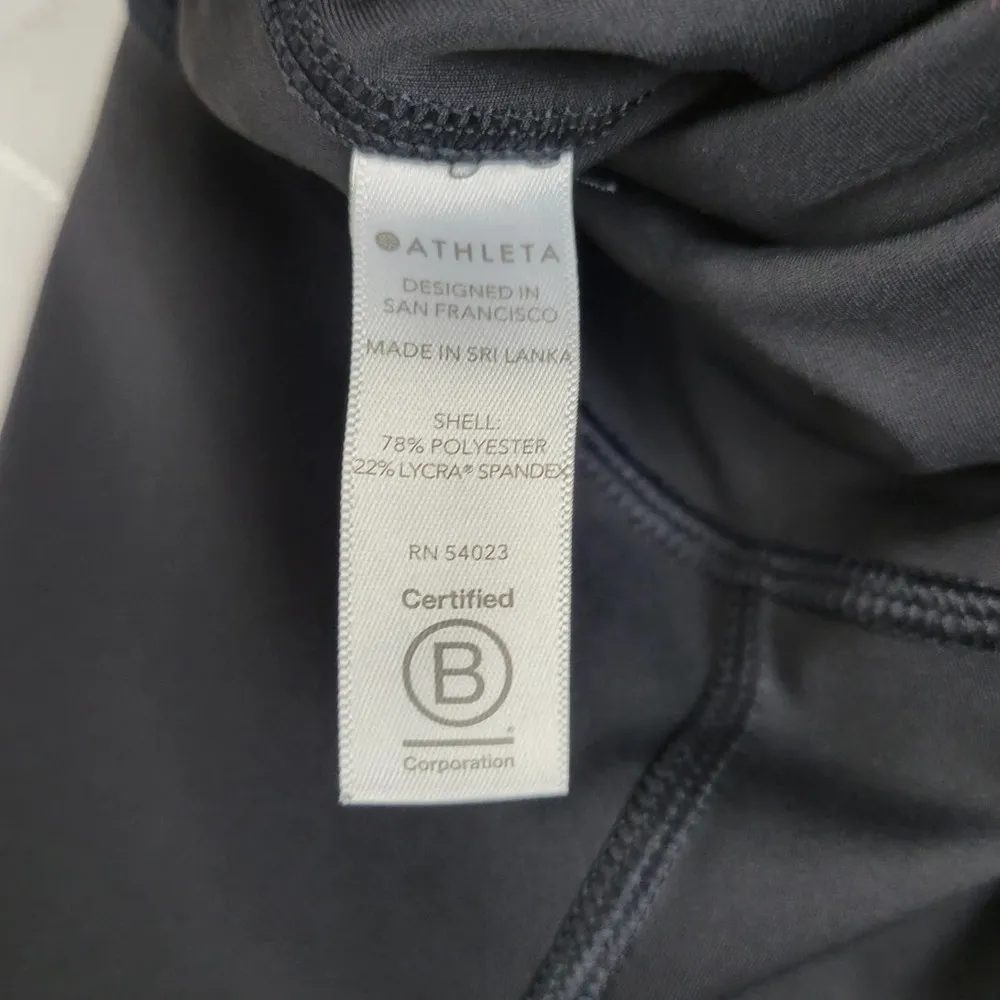 ATHLETA
DESIGNED IN
SAN FRANCISCO
MADE IN SRI LANKA
SHELL:
78% POLYESTER
22% LYCRA® SPANDEX
RN 54023
Certified
B
Corporation